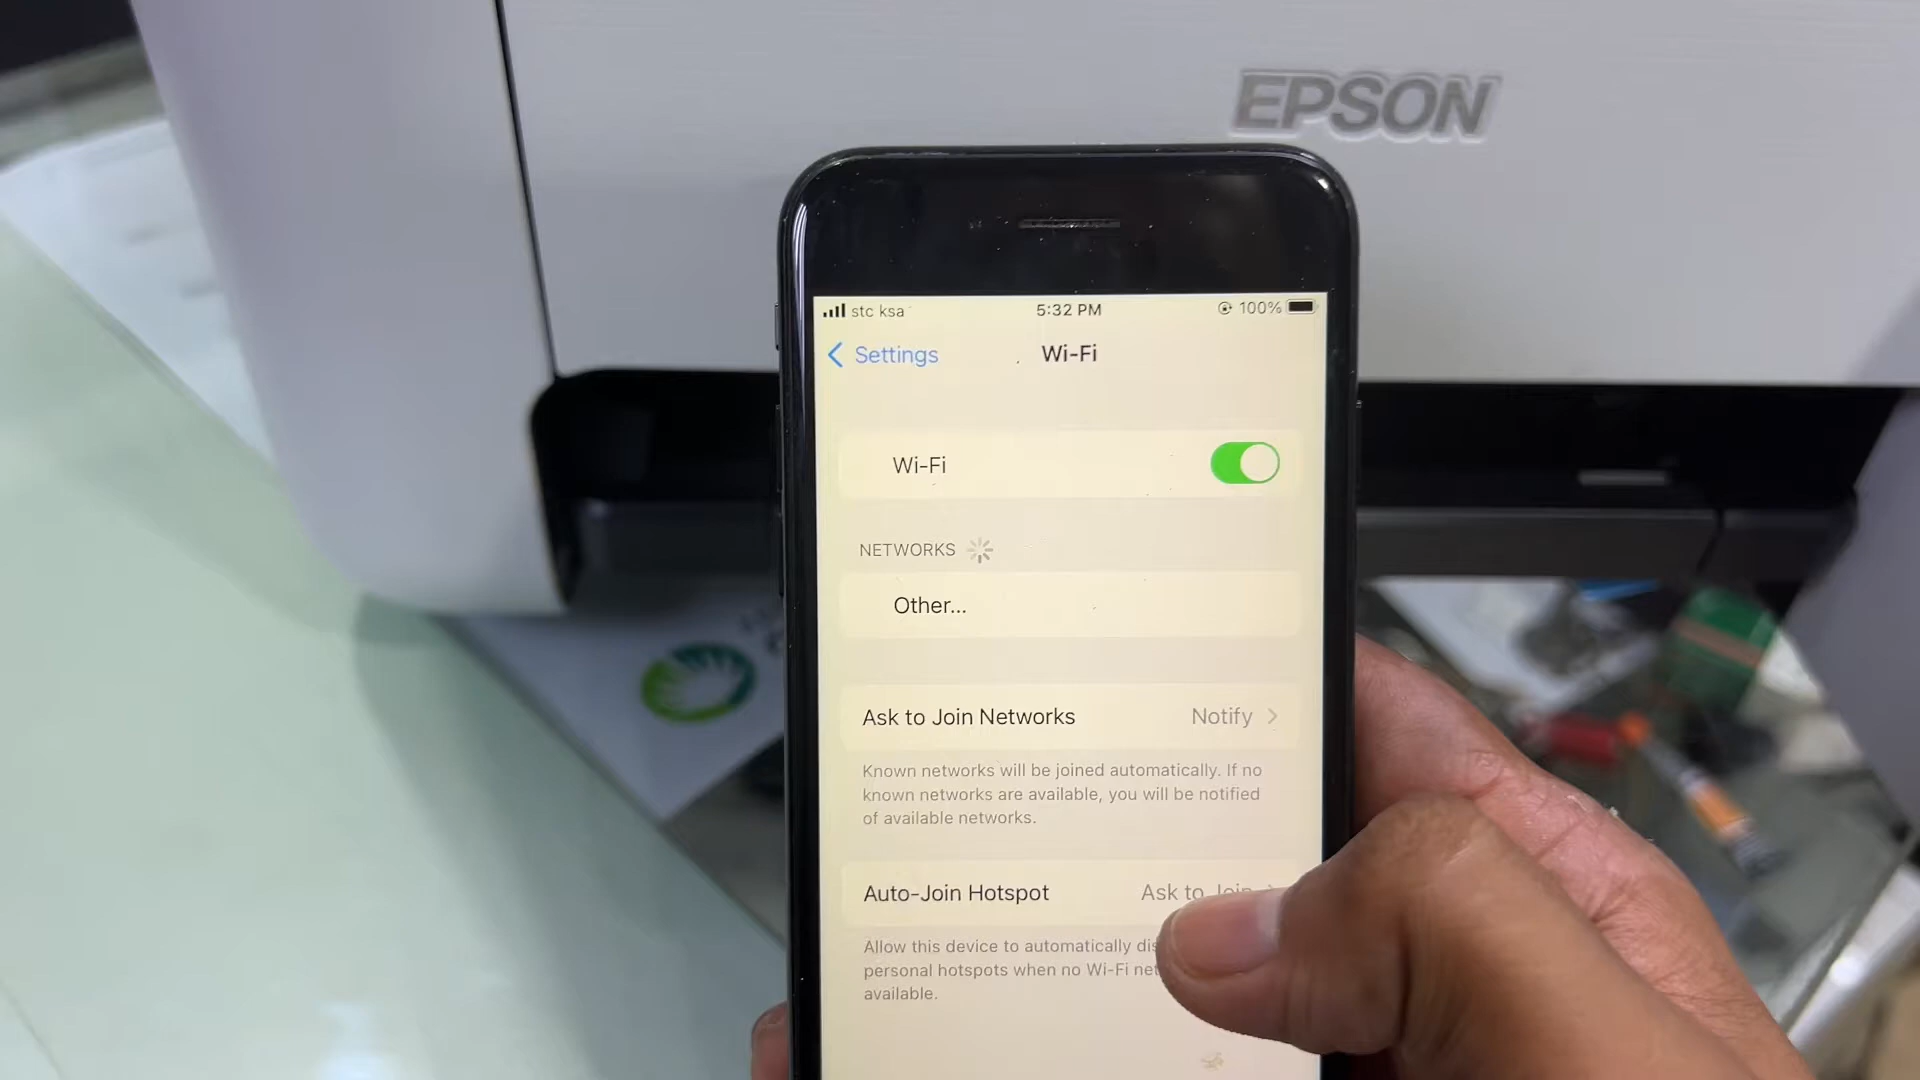 EPSON
stc ksa 5:32 PM 100%
Settings Wi-Fi
Wi-Fi
NETWORKS
Other...
Ask to Join Networks Notify
Known networks will be joined automatically. If no
known networks are available, you will be notified
of available networks.
Auto-Join Hotspot Ask to Join
Allow this device to automatically
personal hotspots when no Wi-Fi
available.